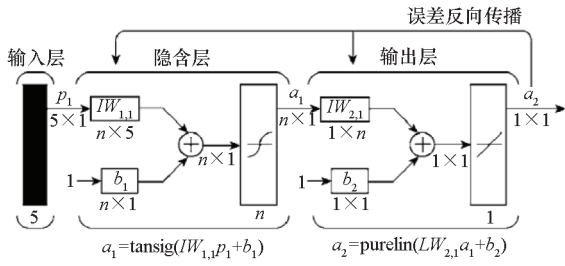 误差反向传播
输入层 隐含层 输出层
p1 a1 a2
5×1 IW1,1 n×1 IW2,1 1×1
n×5 1×n
n×1 1×1
1 b1 1 b2
n×1 1×1
5 n 1
a1=tansig(IW1,1p1+b1) a2=purelin(LW2,1a1+b2)